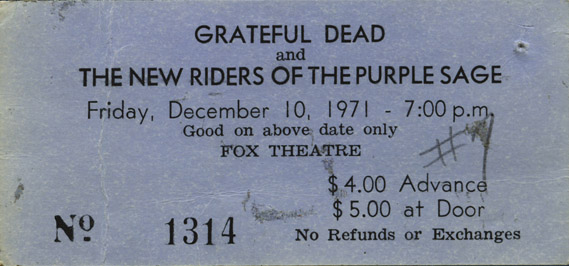 GRATEFUL DEAD
and
THE NEW RIDERS OF THE PURPLE SAGE
Friday, December 10, 1971 - 7:00 p.m.
Good on above date only
FOX THEATRE
#7
$4.00 Advance
$5.00 at Door
Nº 1314
No Refunds or Exchanges